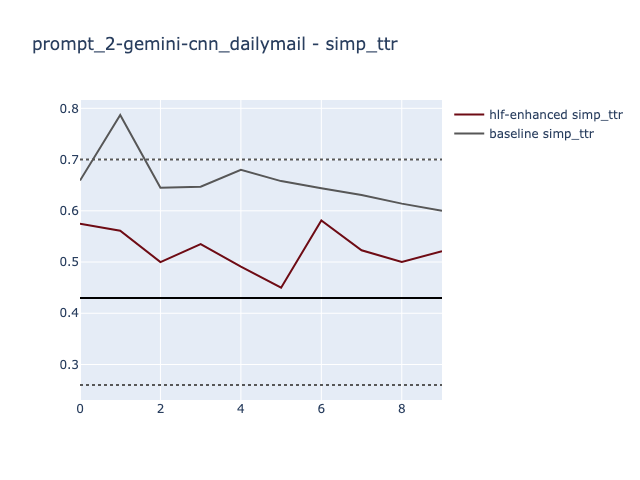 prompt_2-gemini-cnn_dailymail - simp_ttr
hlf-enhanced simp_ttr
baseline simp_ttr
0.8
0.7
0.6
0.5
0.4
0.3
0 2 4 6 8